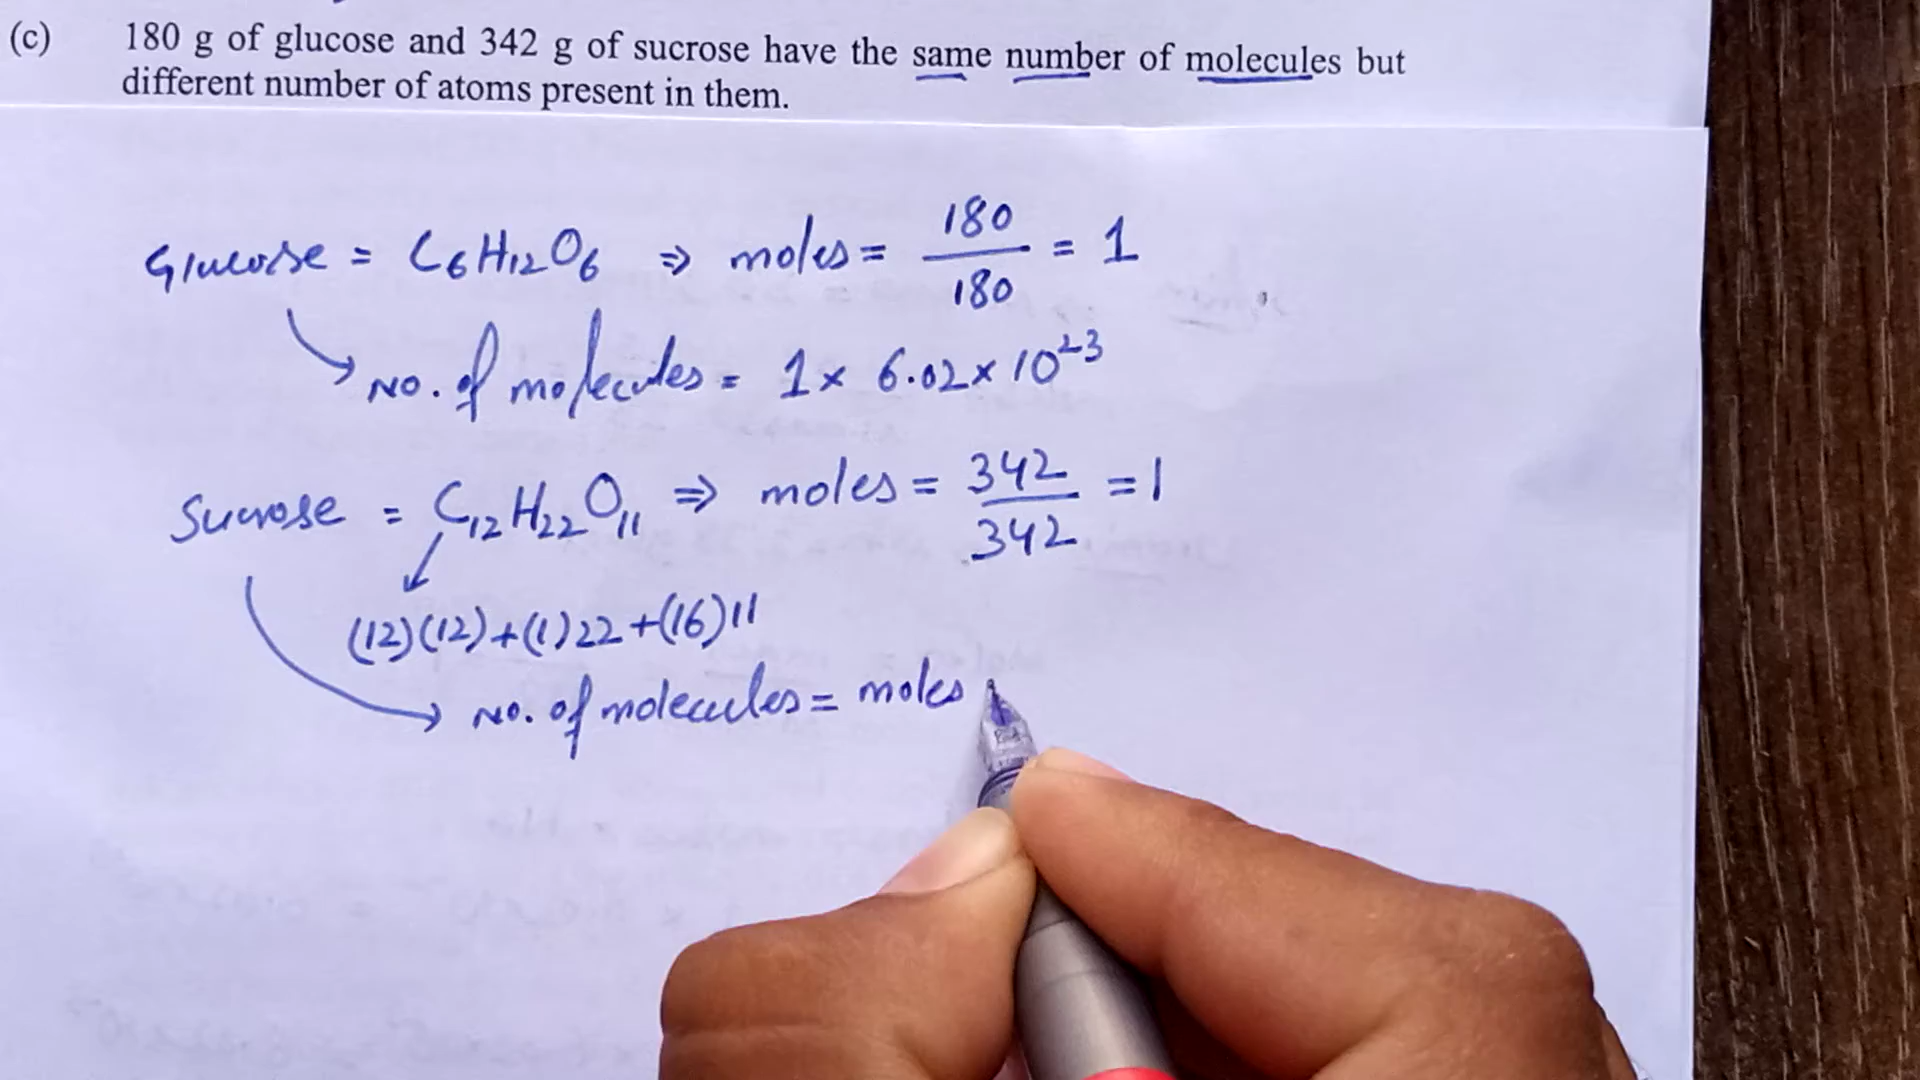 (c) 180 g of glucose and 342 g of sucrose have the same number of molecules but
different number of atoms present in them.
Glucose = C₆H₁₂O₆ ⇒ moles = 180/180 = 1
No. of molecules = 1 × 6.02 × 10²³
Sucrose = C₁₂H₂₂O₁₁ ⇒ moles = 342/342 = 1
(12)(12)+(1)22+(16)11
No. of molecules = moles